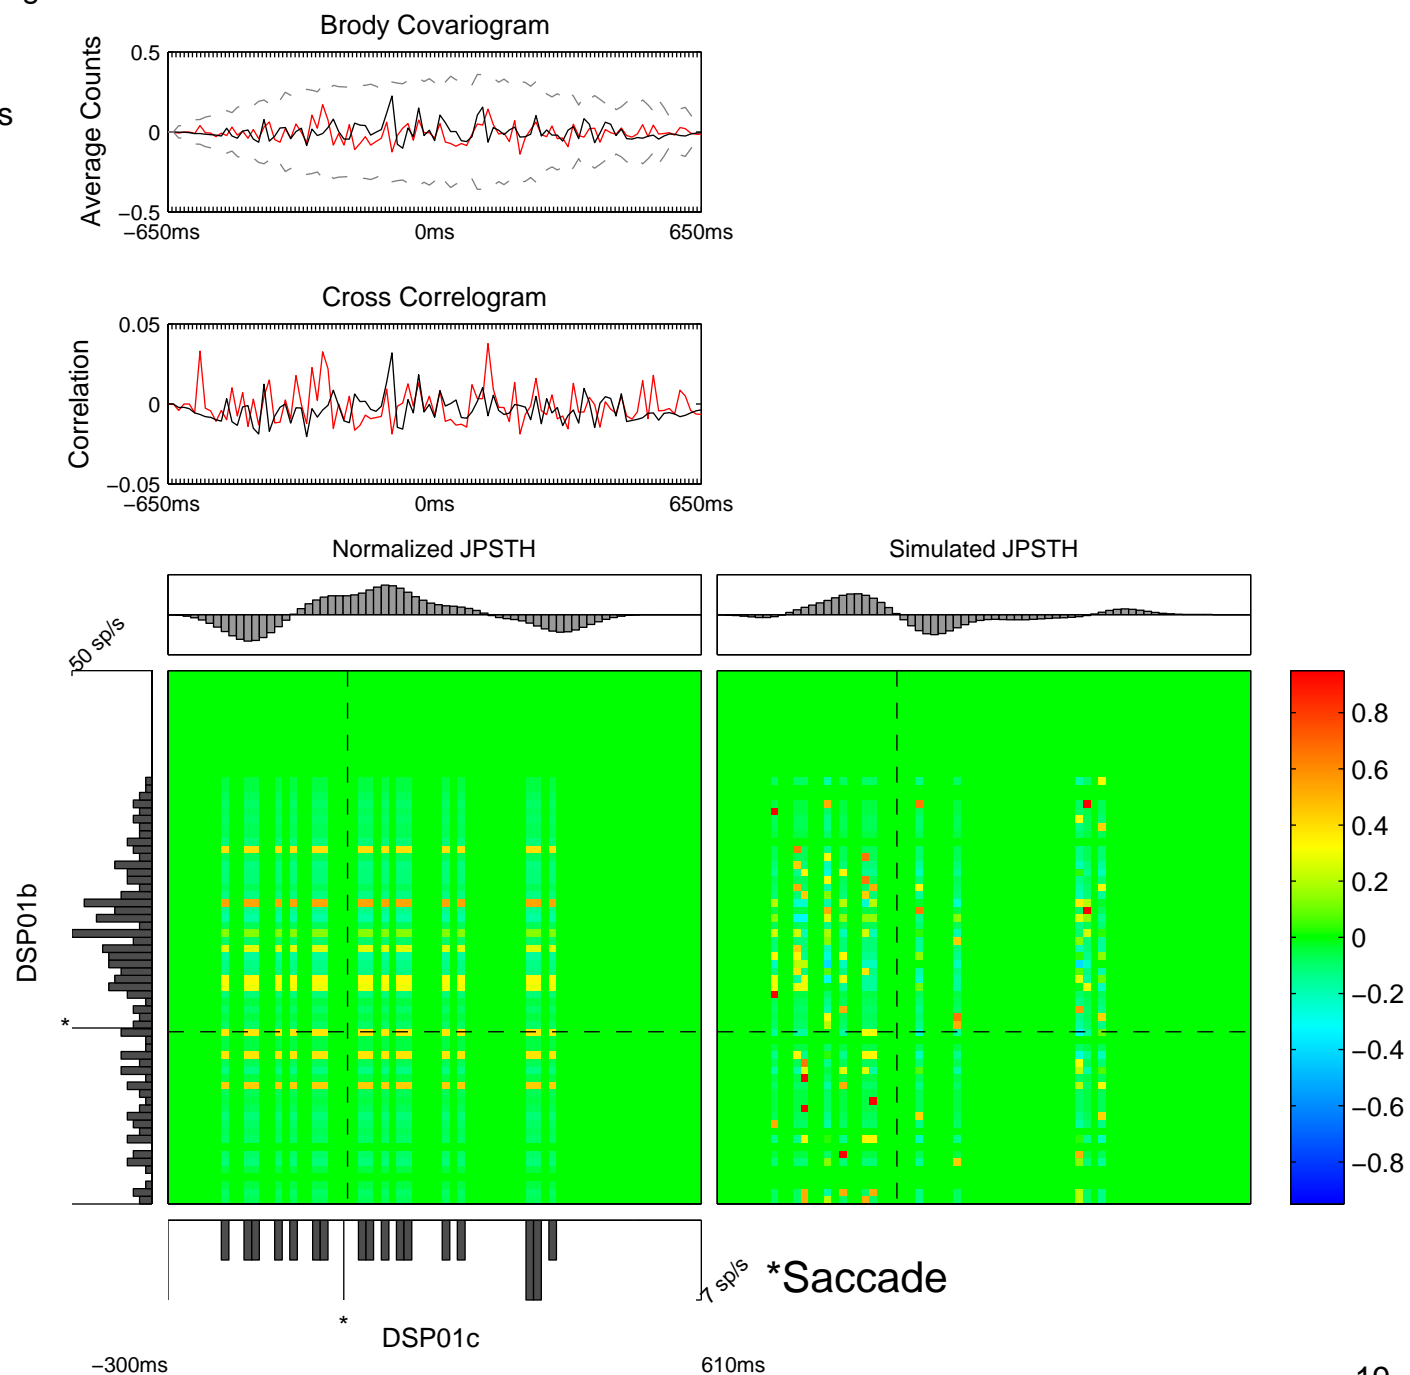 g
s
Brody Covariogram
Average Counts
0.5
0
−0.5
−650ms 0ms 650ms
Cross Correlogram
Correlation
0.05
0
−0.05
−650ms 0ms 650ms
Normalized JPSTH
Simulated JPSTH
50 sp/s
DSP01b
*
0.8
0.6
0.4
0.2
0
−0.2
−0.4
−0.6
−0.8
7 sp/s
*Saccade
*
DSP01c
−300ms 610ms